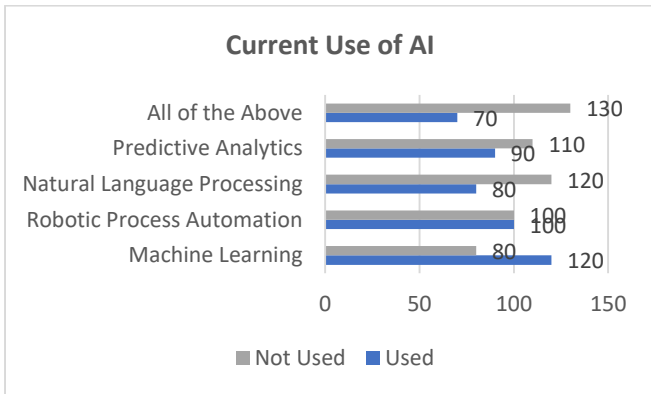 Current Use of AI
All of the Above
130
70
Predictive Analytics
110
90
Natural Language Processing
120
80
Robotic Process Automation
100
100
Machine Learning
80
120
0 50 100 150
Not Used Used